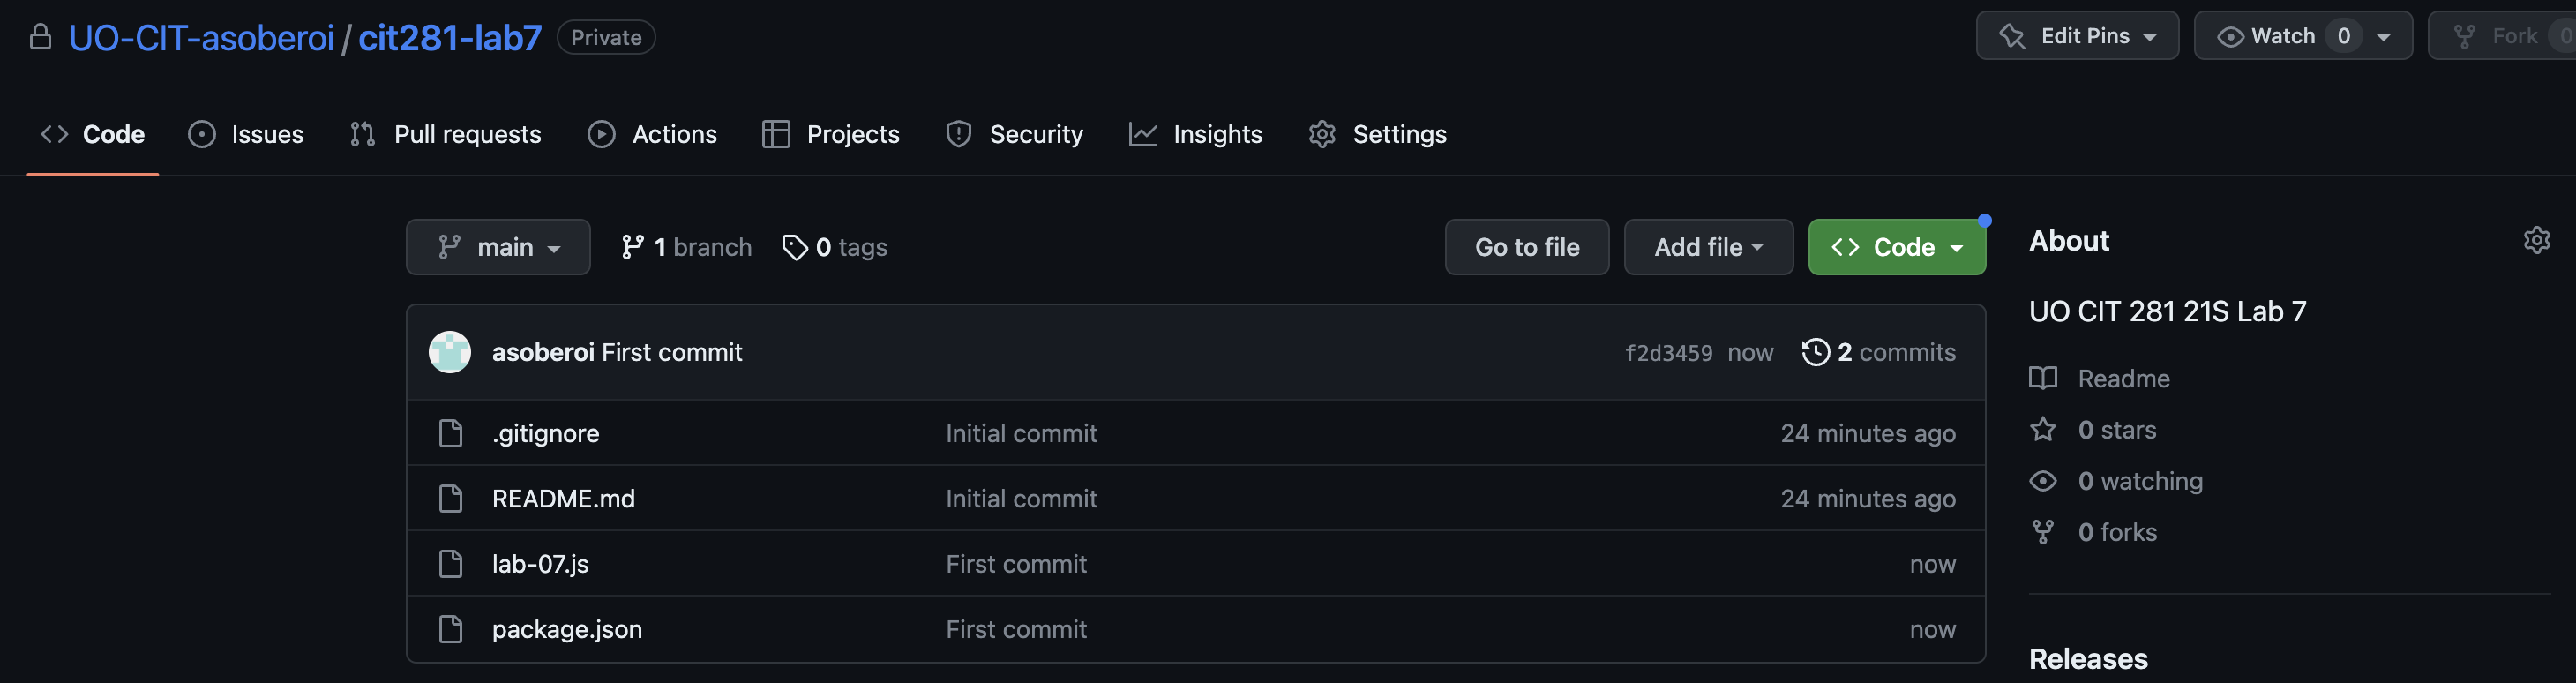 UO-CIT-asoberoi / cit281-lab7 Private Edit Pins Watch 0 Fork 0
Code Issues Pull requests Actions Projects Security Insights Settings
main 1 branch 0 tags Go to file Add file Code
asoberoi First commit f2d3459 now 2 commits
.gitignore Initial commit 24 minutes ago
README.md Initial commit 24 minutes ago
lab-07.js First commit now
package.json First commit now
About
UO CIT 281 21S Lab 7
Readme
0 stars
0 watching
0 forks
Releases